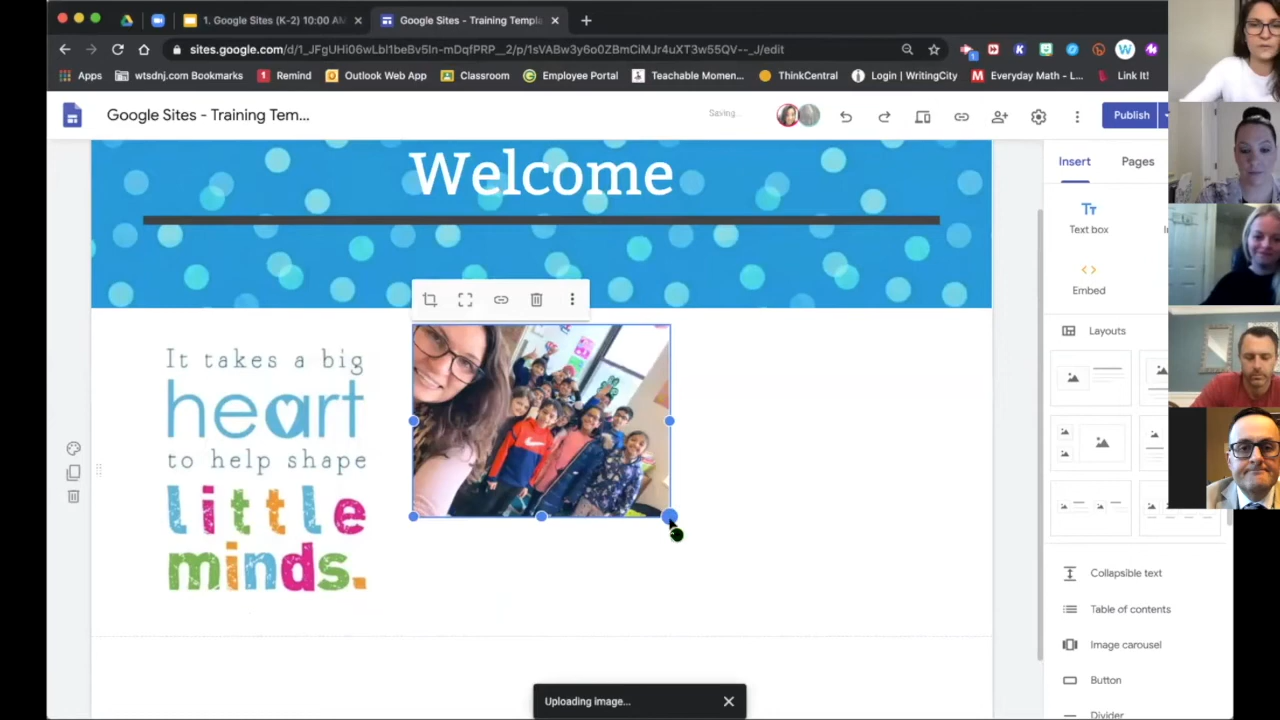 1. Google Sites (K-2) 10:00 AM
Google Sites - Training Templa
sites.google.com/d/1_JFgUHi06wLbl1beBv5In-mDqfPRP__2/p/1sVABw3y6o0ZBmCiMJr4uXT3w55QV--_J/edit
Apps
wtsdnj.com Bookmarks
Remind
Outlook Web App
Classroom
Employee Portal
Teachable Momen...
ThinkCentral
Login | WritingCity
Everyday Math - L...
Link It!
Google Sites - Training Tem...
Saving...
Publish
Welcome
Insert
Pages
Text box
Embed
Layouts
It takes a big
heart
to help shape
little
minds.
Collapsible text
Table of contents
Image carousel
Button
Divider
Uploading image...